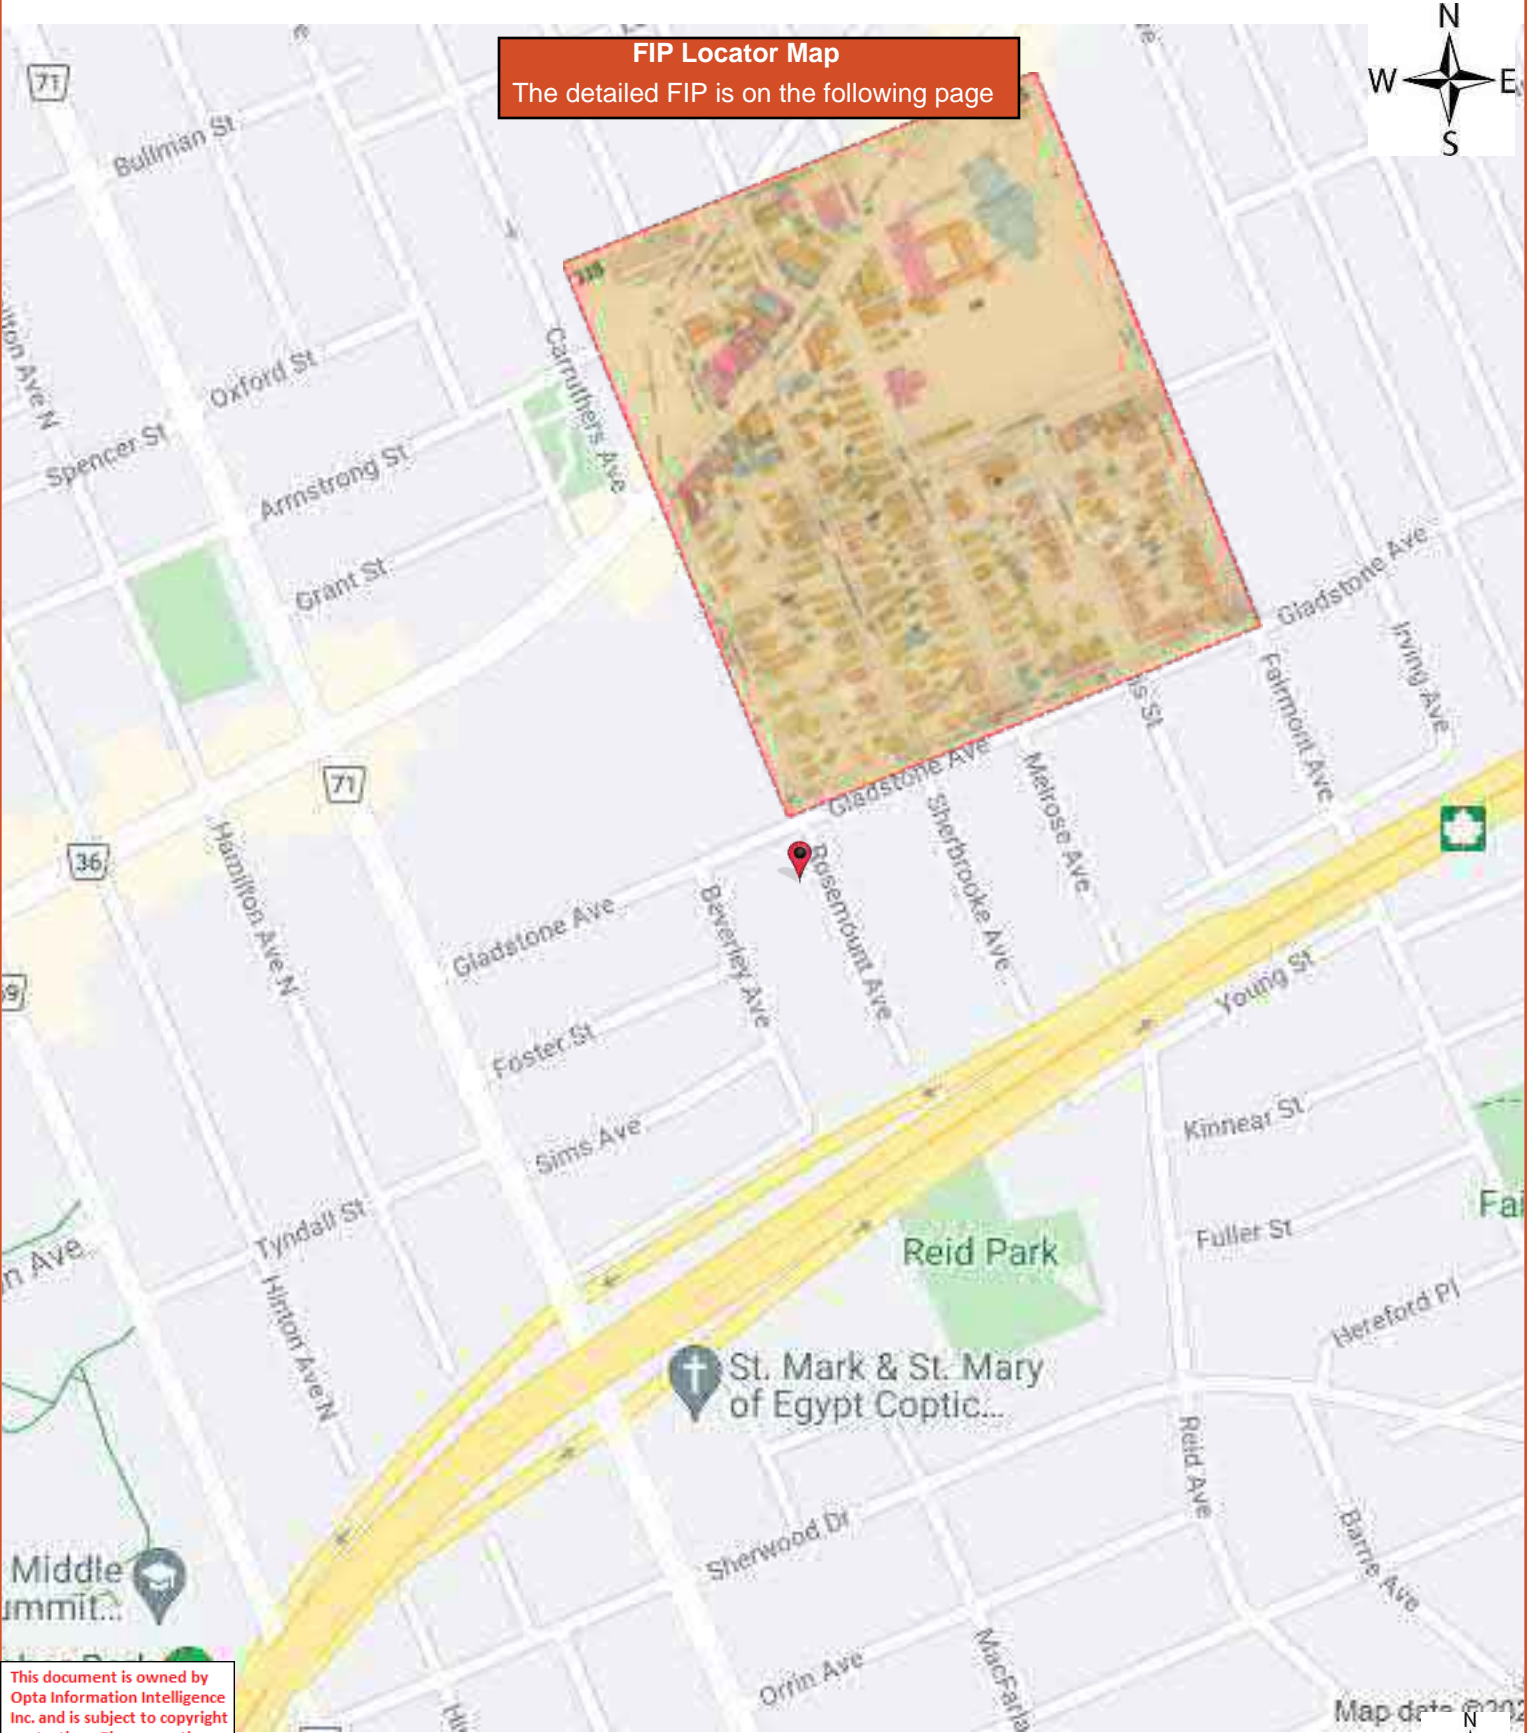 FIP Locator Map
The detailed FIP is on the following page
N
W
E
S
71
Bullman St
Oxford St
Carruthers Ave
Spencer St
Armstrong St
Grant St
Gladstone Ave
Irving Ave
Fairmont Ave
Gladstone Ave
Melrose Ave
Sherbrooke Ave
71
36
Hamilton Ave N
Rosemount Ave
Beverley Ave
Gladstone Ave
Young St
Foster St
Sims Ave
Kinnear St
Tyndall St
Fuller St
Reid Park
Hinton Ave N
Hereford Pl
St. Mark & St. Mary
of Egypt Coptic...
Reid Ave
Sherwood Dr
Barrie Ave
Middle
Orrin Ave
This document is owned by
Opta Information Intelligence
Inc. and is subject to copyright
Map data
N